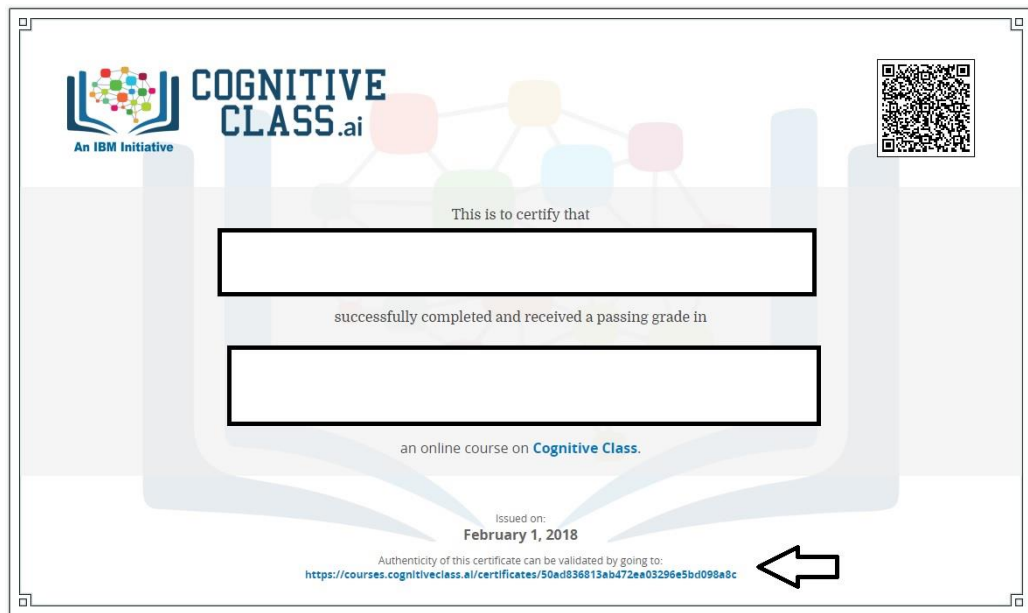 COGNITIVE
CLASS.ai
An IBM Initiative
This is to certify that
successfully completed and received a passing grade in
an online course on Cognitive Class.
Issued on:
February 1, 2018
Authenticity of this certificate can be validated by going to:
https://courses.cognitiveclass.ai/certificates/50ad836813ab472ea03296e5bd098a8c